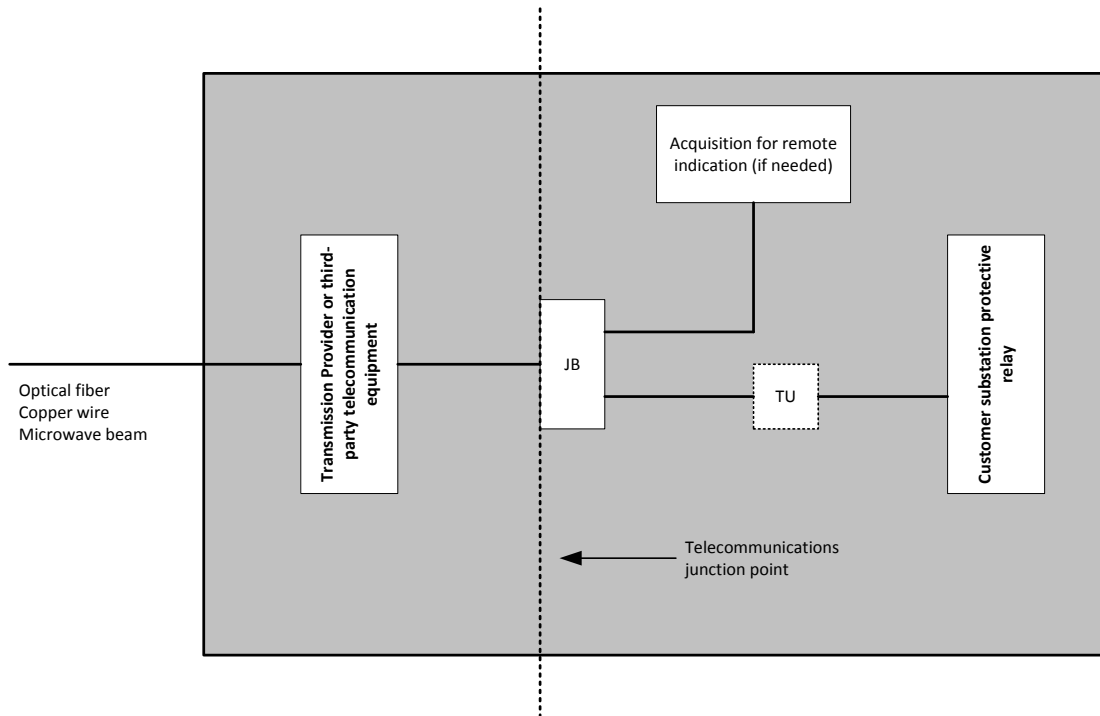 Acquisition for remote
indication (if needed)
Transmission Provider or third-
party telecommunication
equipment
Customer substation protective
relay
JB
TU
Optical fiber
Copper wire
Microwave beam
Telecommunications
junction point